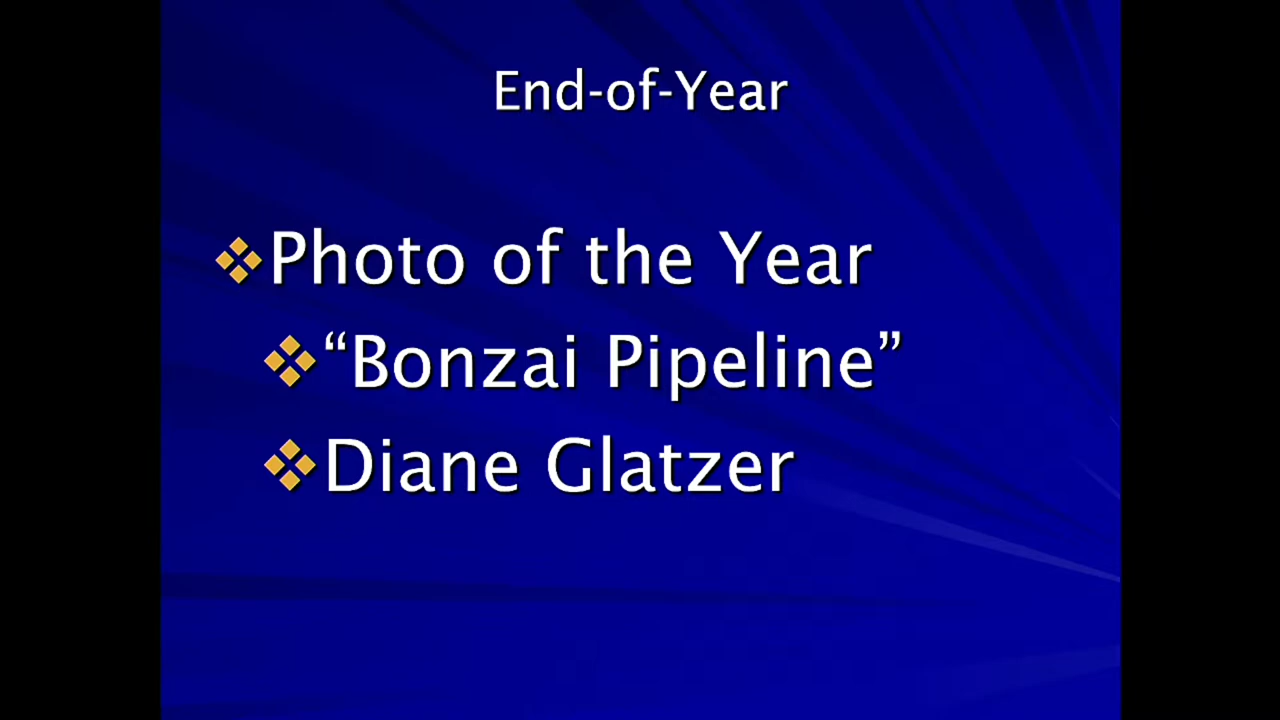 End-of-Year
Photo of the Year
“Bonzai Pipeline”
Diane Glatzer